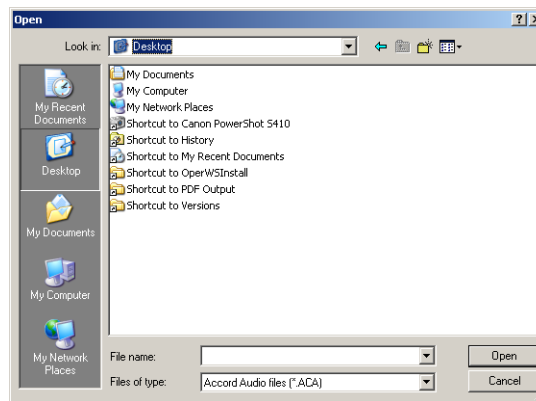 Open
Look in: Desktop
My Recent
Documents
Desktop
My Documents
My Computer
My Network
Places
My Documents
My Computer
My Network Places
Shortcut to Canon PowerShot S410
Shortcut to History
Shortcut to My Recent Documents
Shortcut to OperWSInstall
Shortcut to PDF Output
Shortcut to Versions
File name:
Open
Files of type: Accord Audio files (*.ACA)
Cancel